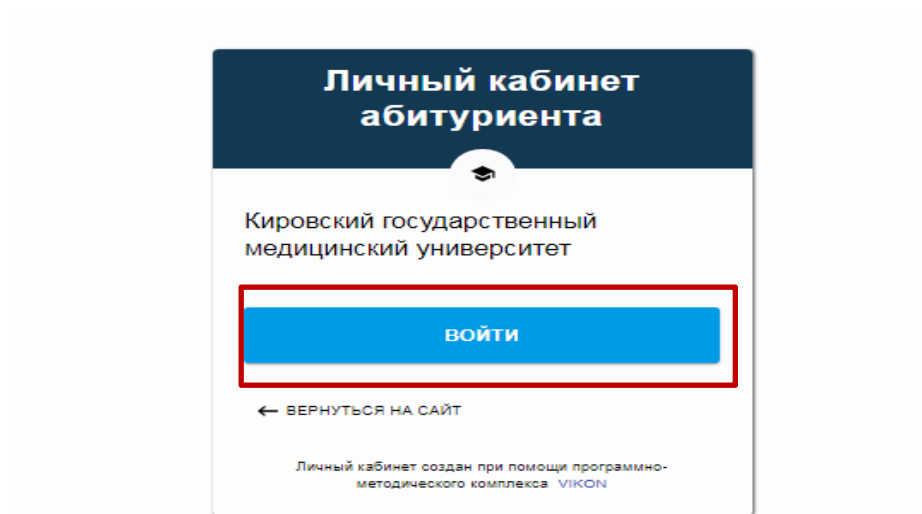 Личный кабинет
абитуриента
Кировский государственный
медицинский университет
ВОЙТИ
← ВЕРНУТЬСЯ НА САЙТ
Личный кабинет создан при помощи программно-
методического комплекса VIKON